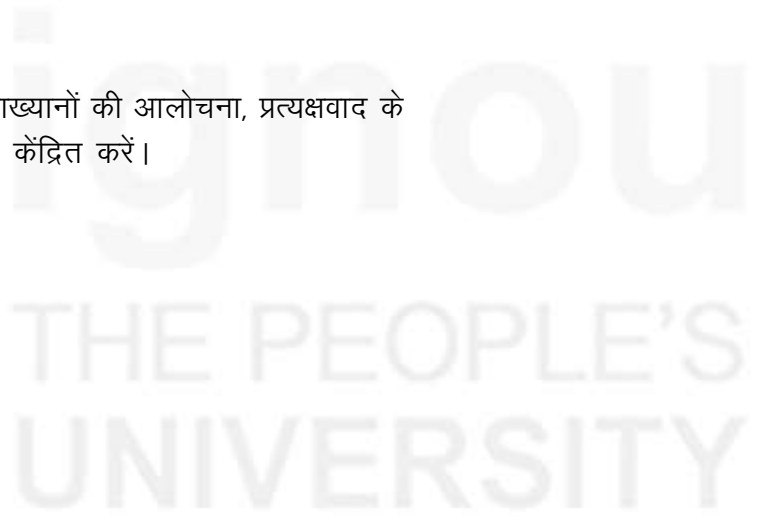 ignou
ाख्यानों की आलोचना, प्रत्यक्षवाद के
केंद्रित करें।
THE PEOPLE'S
UNIVERSITY